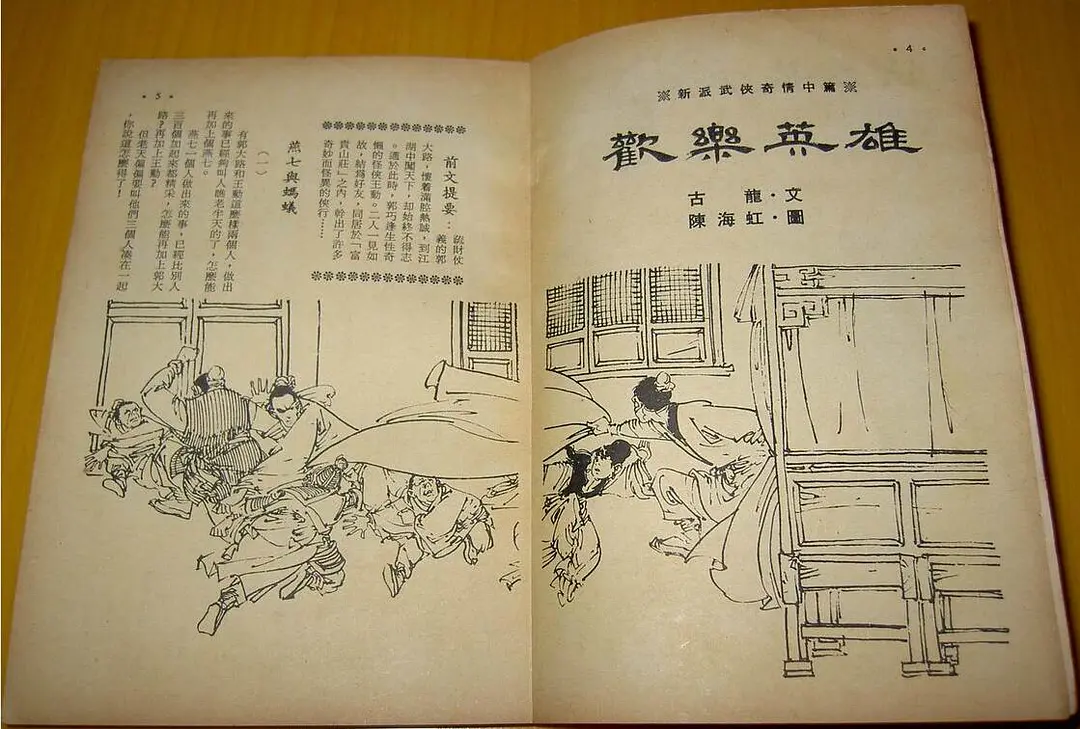 • 4 •
※新派武俠奇情中篇※
歡樂英雄
古龍·文
陳海虹·圖
• 5 •
前文提要：疏財仗義的郭
大路，懷着滿腔熱誠，到江
湖中闖天下，却始終不得志
。適於此時，郭巧逢生性奇
懶的怪俠王動。二人一見如
故，結爲好友，同居於「富
貴山莊」之內，幹出了許多
奇妙而怪異的俠行……
燕七與螞蟻
（一）
有郭大路和王動這麼樣兩個人，做出
來的事已經夠叫人瞧老半天的了，怎麼能
再加上個燕七。
燕七一個人做出來的事，已經比別人
三百個加起來都精采，怎麼能再加上郭大
路？再加上王動？
但老天偏偏要叫他們三個人湊在一起
，你說這怎麼得了！